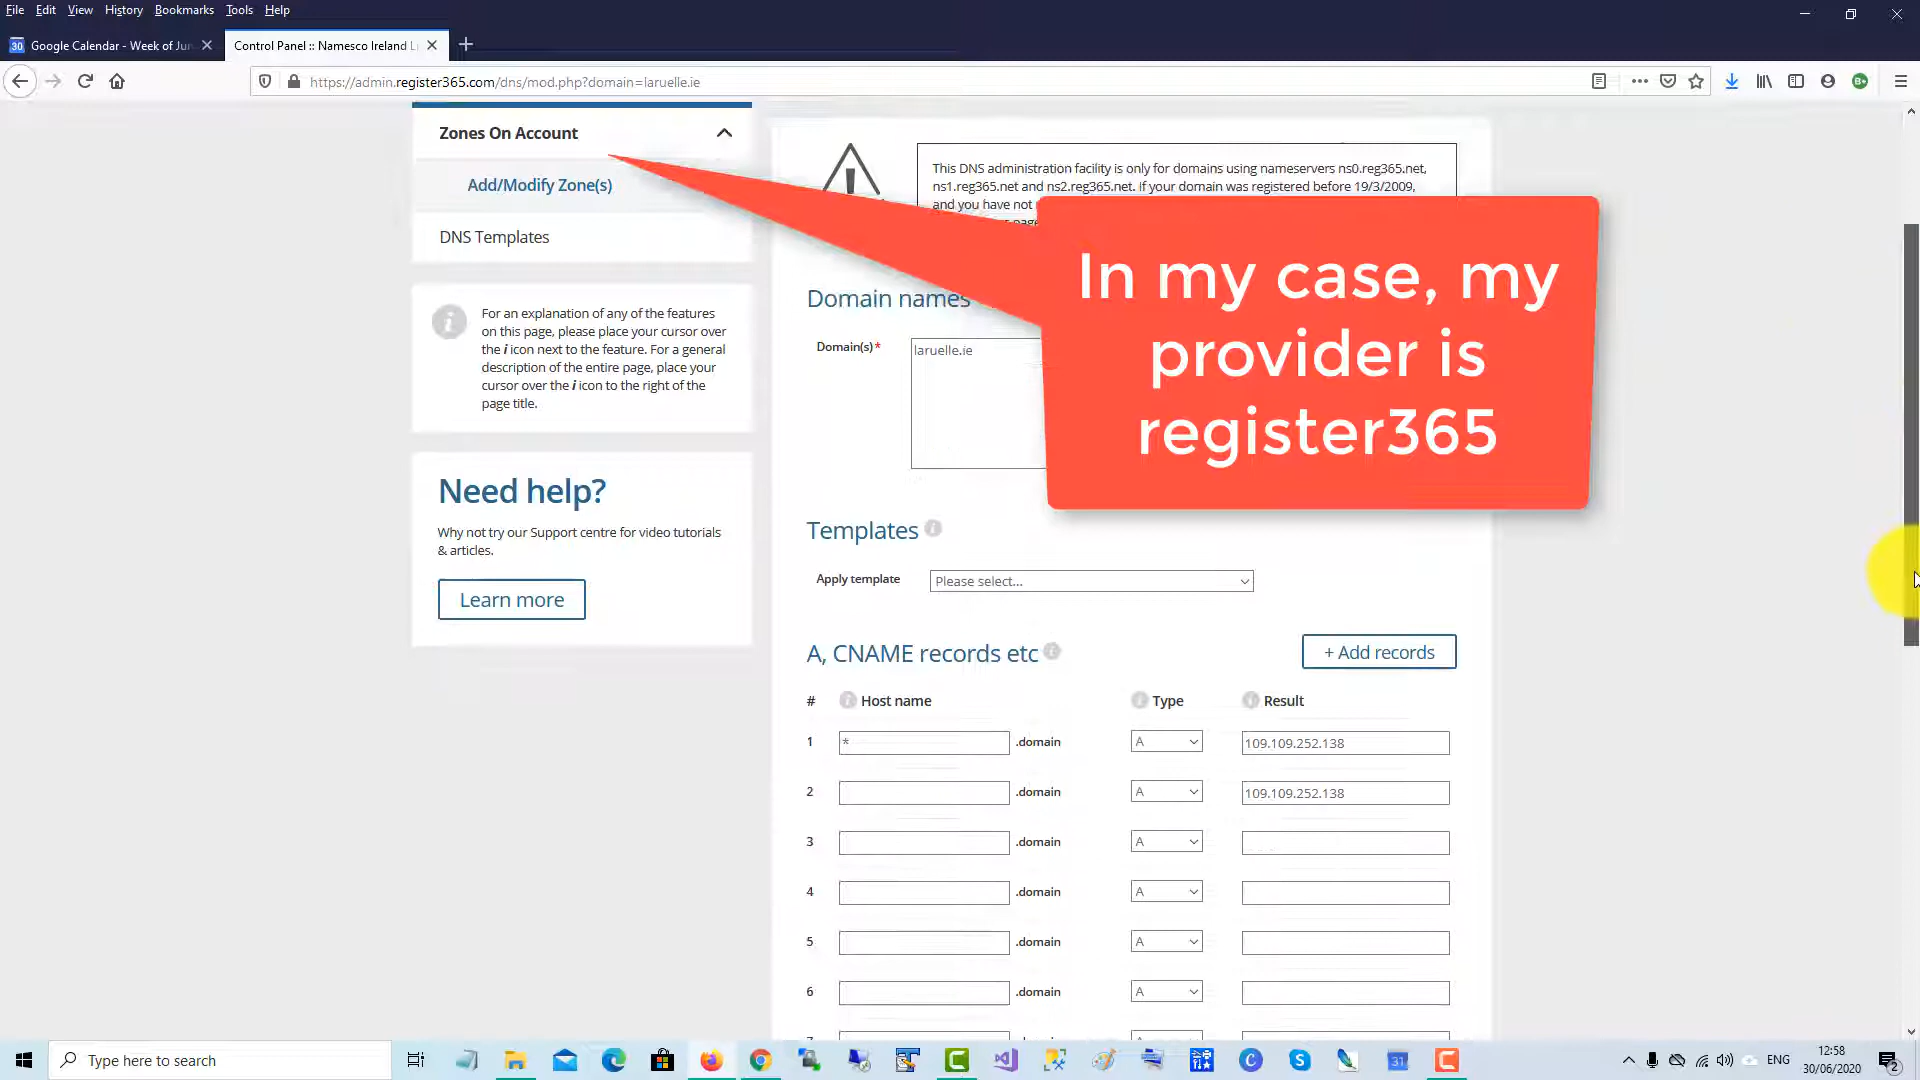 File Edit View History Bookmarks Tools Help
30 Google Calendar - Week of Jun
Control Panel :: Namesco Ireland L
https://admin.register365.com/dns/mod.php?domain=laruelle.ie
Zones On Account
Add/Modify Zone(s)
DNS Templates
For an explanation of any of the features
on this page, please place your cursor over
the i icon next to the feature. For a general
description of the entire page, place your
cursor over the i icon to the right of the
page title.
Need help?
Why not try our Support centre for video tutorials
& articles.
Learn more
This DNS administration facility is only for domains using nameservers ns0.reg365.net,
ns1.reg365.net and ns2.reg365.net. If your domain was registered before 19/3/2009,
and you have not
In my case, my
provider is
register365
Domain names
Domain(s)*
laruelle.ie
Templates
Apply template
Please select...
A, CNAME records etc
+ Add records
# Host name Type Result
1 * .domain A 109.109.252.138
2 .domain A 109.109.252.138
3 .domain A
4 .domain A
5 .domain A
6 .domain A
Type here to search
31
ENG
12:58
30/06/2020
2